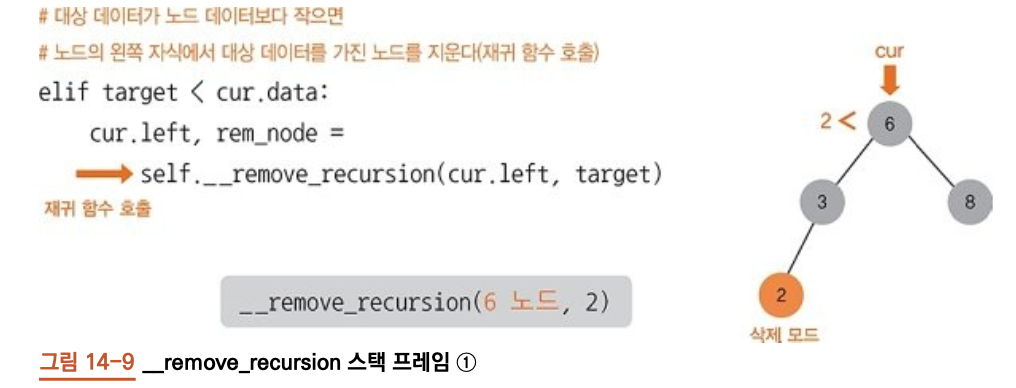 # 대상 데이터가 노드 데이터보다 작으면
# 노드의 왼쪽 자식에서 대상 데이터를 가진 노드를 지운다(재귀 함수 호출)
elif target < cur.data:
cur.left, rem_node =
self.__remove_recursion(cur.left, target)
재귀 함수 호출
cur
2 <
6
3
8
2
삭제 모드
__remove_recursion(6 노드, 2)
그림 14-9 __remove_recursion 스택 프레임 ①